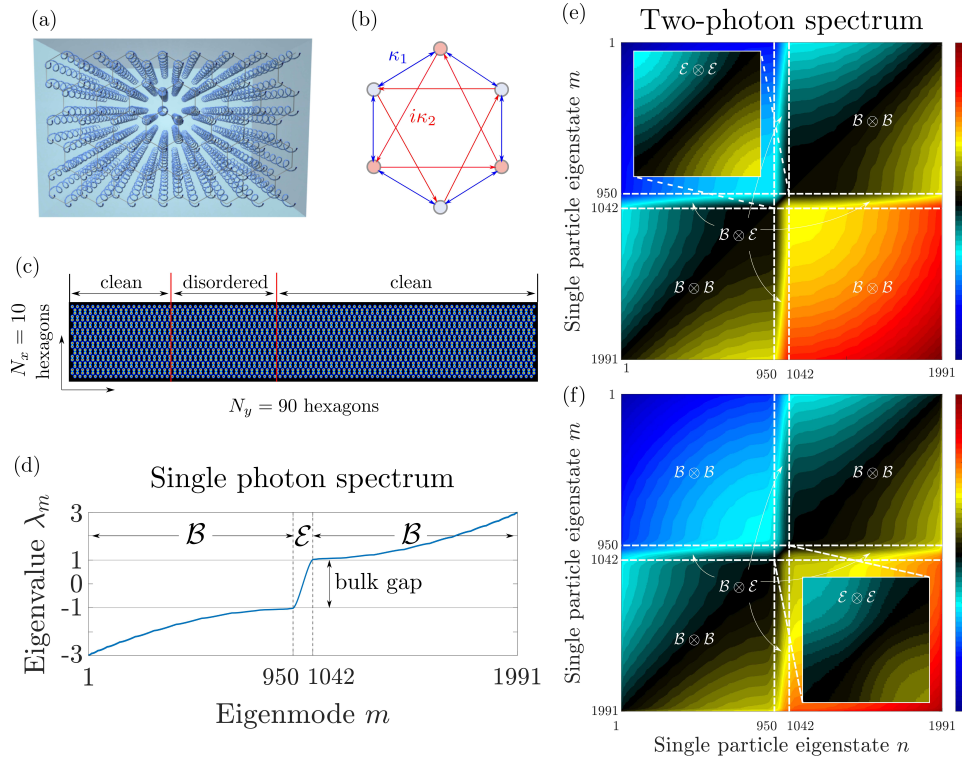 (a)
(b)
κ₁
iκ₂
(c)
clean
disordered
clean
Nₓ = 10
hexagons
N_y = 90 hexagons
(d)
Single photon spectrum
Eigenvalue λₘ
3
1
0
-1
-3
ℬ
ℰ
ℬ
bulk gap
1
950
1042
1991
Eigenmode m
(e)
Two-photon spectrum
Single particle eigenstate m
1
950
1042
1991
ℰ ⊗ ℰ
ℬ ⊗ ℬ
ℬ ⊗ ℰ
ℬ ⊗ ℬ
ℬ ⊗ ℬ
1
950
1042
1991
(f)
Single particle eigenstate m
1
950
1042
1991
ℬ ⊗ ℬ
ℬ ⊗ ℬ
ℬ ⊗ ℰ
ℰ ⊗ ℰ
ℬ ⊗ ℬ
1
950
1042
1991
Single particle eigenstate n